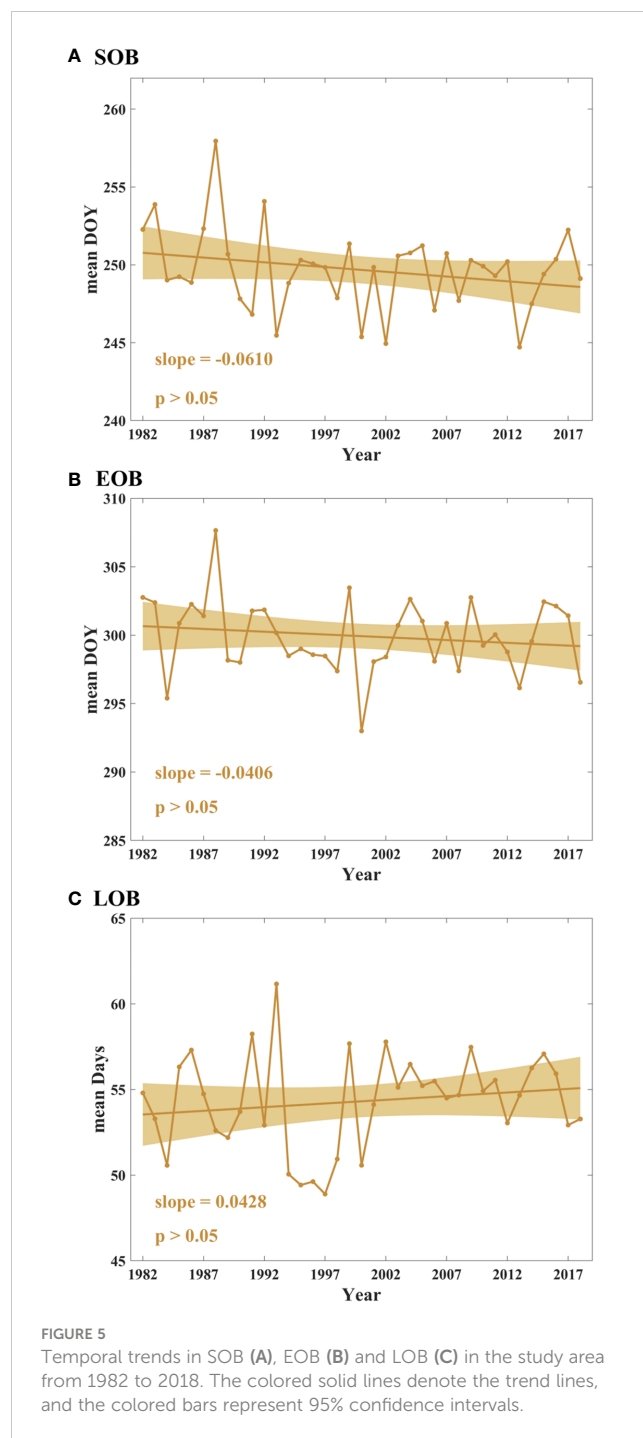 A SOB
260
255
250
245
240
mean DOY
slope = -0.0610
p > 0.05
1982 1987 1992 1997 2002 2007 2012 2017
Year
B EOB
310
305
300
295
290
285
mean DOY
slope = -0.0406
p > 0.05
1982 1987 1992 1997 2002 2007 2012 2017
Year
C LOB
65
60
55
50
45
mean Days
slope = 0.0428
p > 0.05
1982 1987 1992 1997 2002 2007 2012 2017
Year
FIGURE 5
Temporal trends in SOB (A), EOB (B) and LOB (C) in the study area
from 1982 to 2018. The colored solid lines denote the trend lines,
and the colored bars represent 95% confidence intervals.